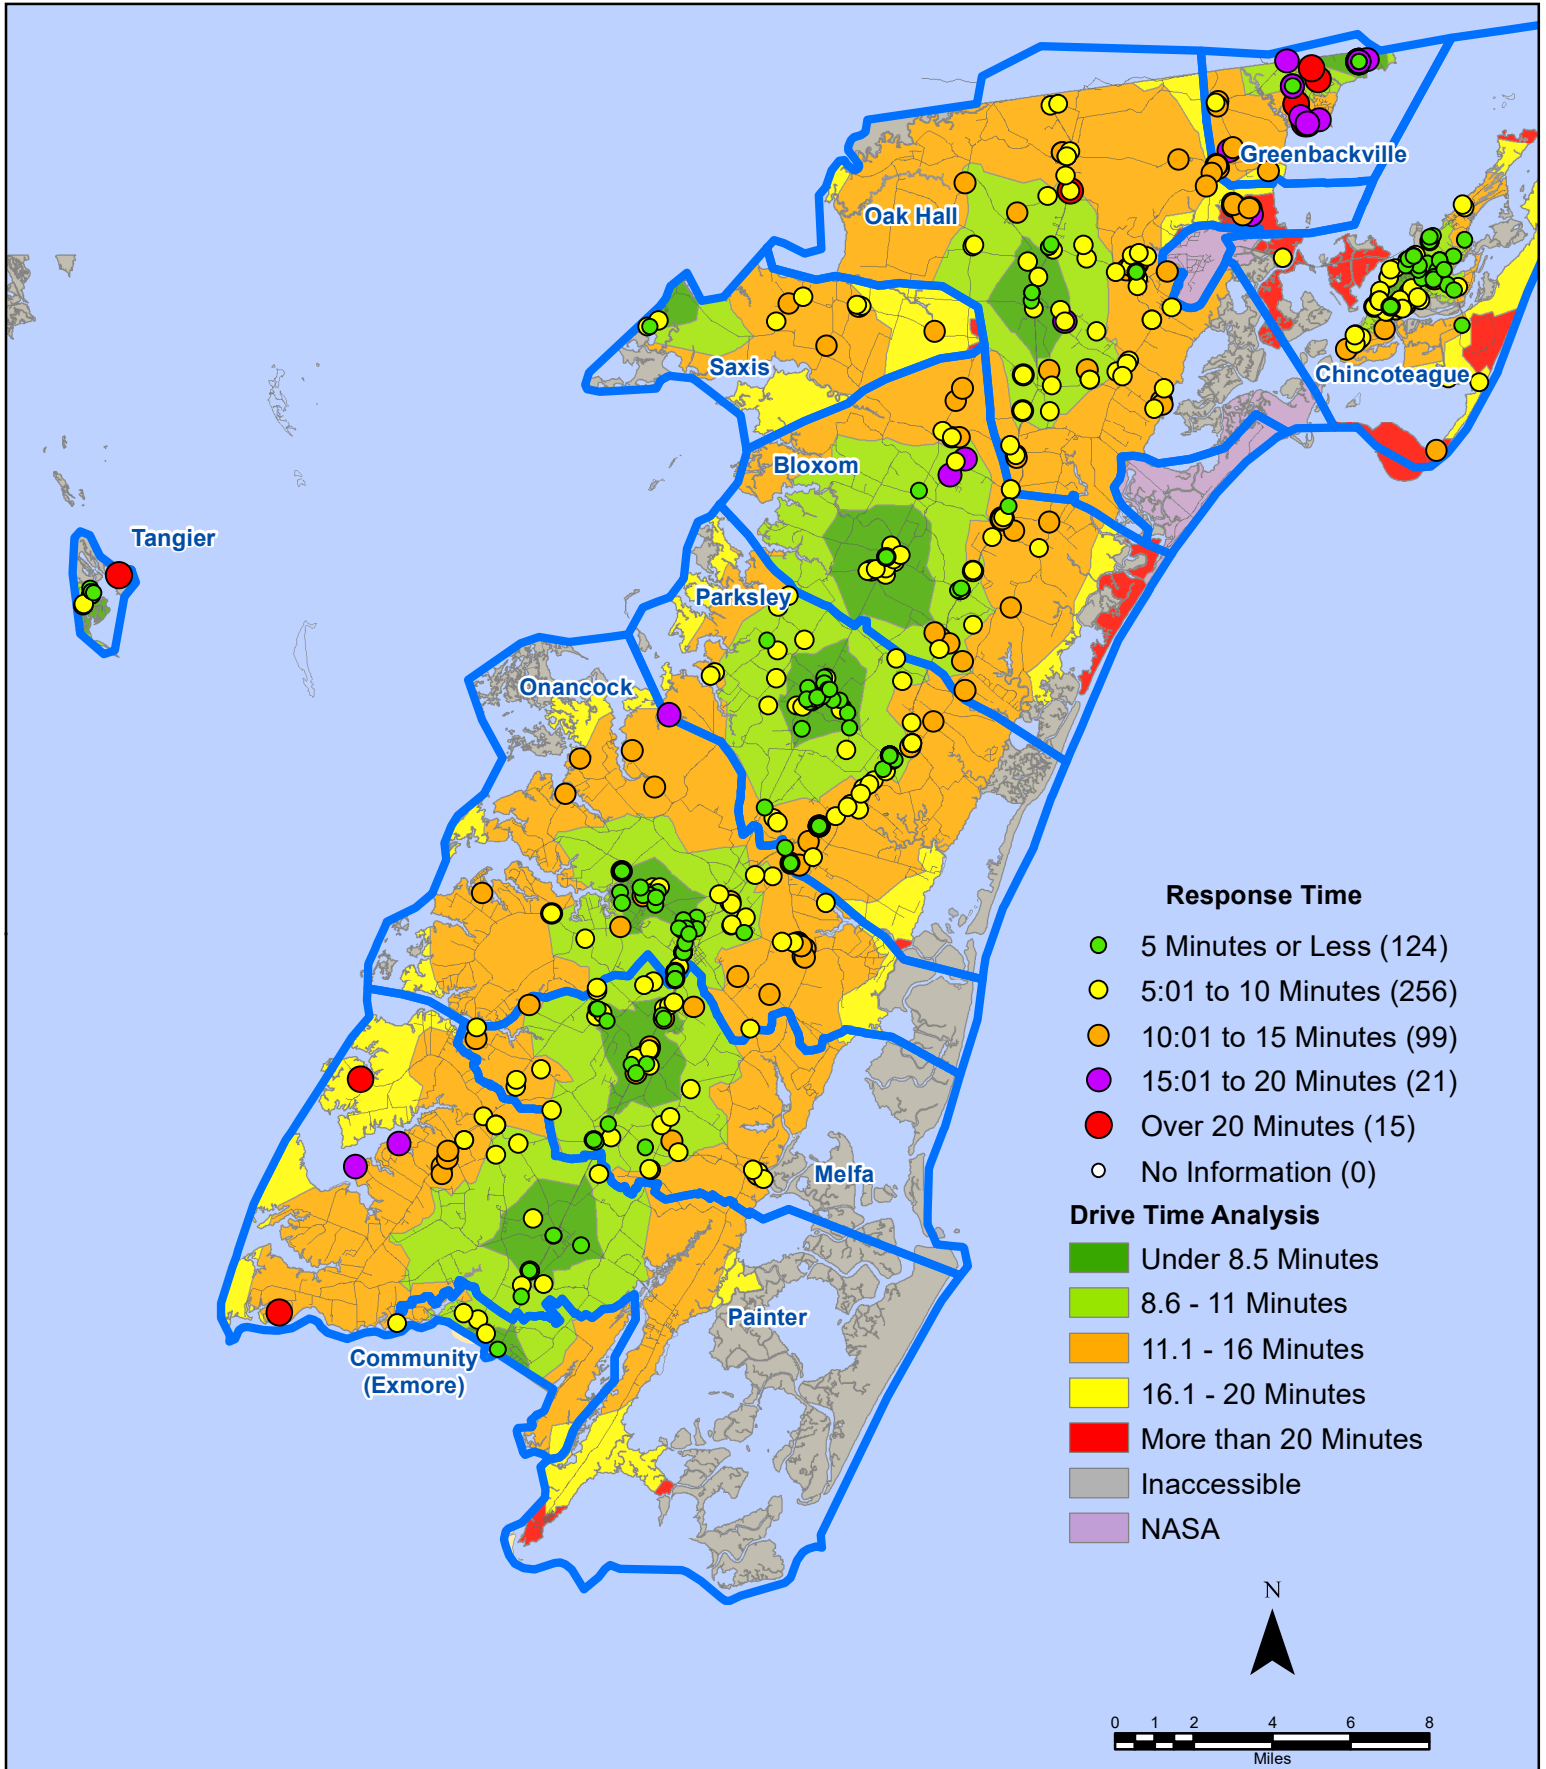 Greenbackville
Oak Hall
Saxis
Chincoteague
Bloxom
Tangier
Parksley
Onancock
Melfa
Painter
Community
(Exmore)
Response Time
5 Minutes or Less (124)
5:01 to 10 Minutes (256)
10:01 to 15 Minutes (99)
15:01 to 20 Minutes (21)
Over 20 Minutes (15)
No Information (0)
Drive Time Analysis
Under 8.5 Minutes
8.6 - 11 Minutes
11.1 - 16 Minutes
16.1 - 20 Minutes
More than 20 Minutes
Inaccessible
NASA
N
0 1 2 4 6 8
Miles